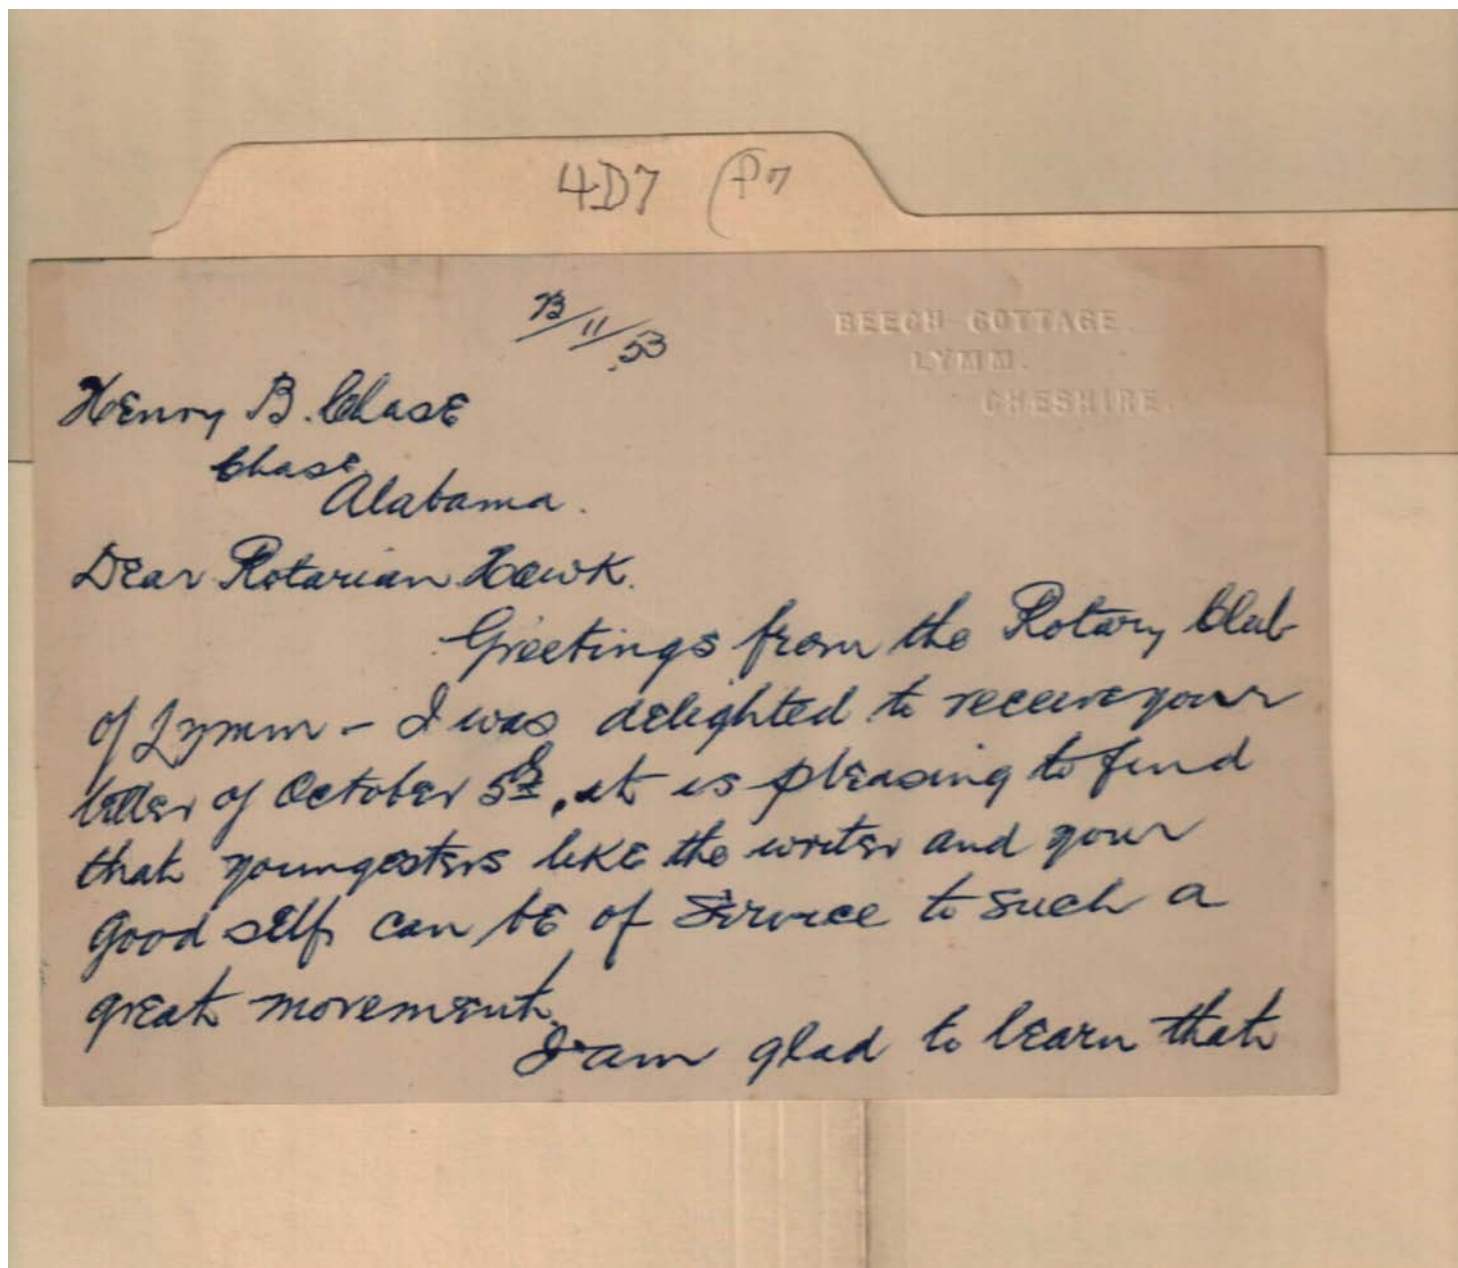 4D7 (P7
BEECH COTTAGE.
LYMM.
CHESHIRE.
/11/53
Henry B. Chase
Chase
Alabama.
Dear Rotarian Hawk.
Greetings from the Rotary Club
of Lymm - I was delighted to receive your
letter of October 5th, it is pleasing to find
that youngesters like the writer and your
good self can be of service to such a
great movement.
I am glad to learn that